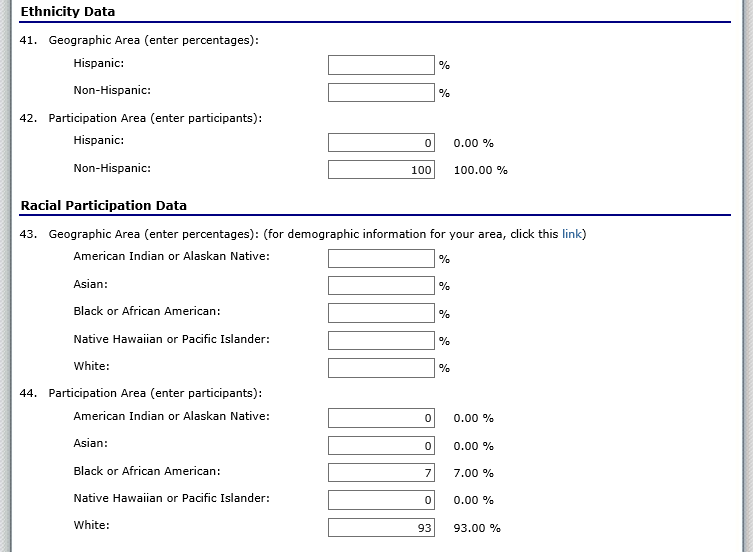 Ethnicity Data
41. Geographic Area (enter percentages):
Hispanic: %
Non-Hispanic: %
42. Participation Area (enter participants):
Hispanic: 0 0.00 %
Non-Hispanic: 100 100.00 %
Racial Participation Data
43. Geographic Area (enter percentages): (for demographic information for your area, click this link)
American Indian or Alaskan Native: %
Asian: %
Black or African American: %
Native Hawaiian or Pacific Islander: %
White: %
44. Participation Area (enter participants):
American Indian or Alaskan Native: 0 0.00 %
Asian: 0 0.00 %
Black or African American: 7 7.00 %
Native Hawaiian or Pacific Islander: 0 0.00 %
White: 93 93.00 %